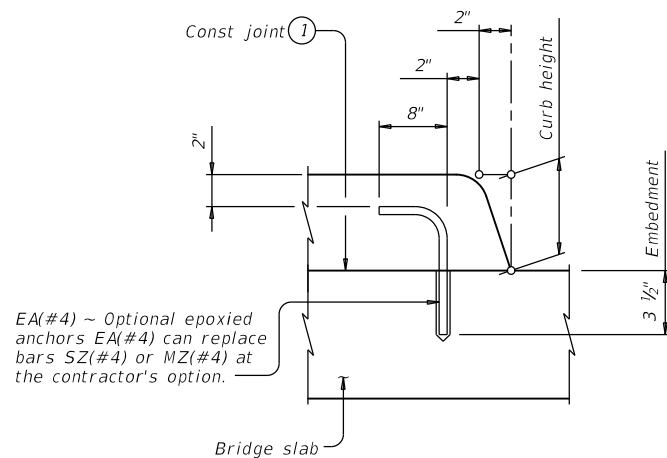 2"
Const joint 1
2"
Curb height
8"
2"
Embedment
3 ½"
EA(#4) ~ Optional epoxied
anchors EA(#4) can replace
bars SZ(#4) or MZ(#4) at
the contractor's option.
Bridge slab